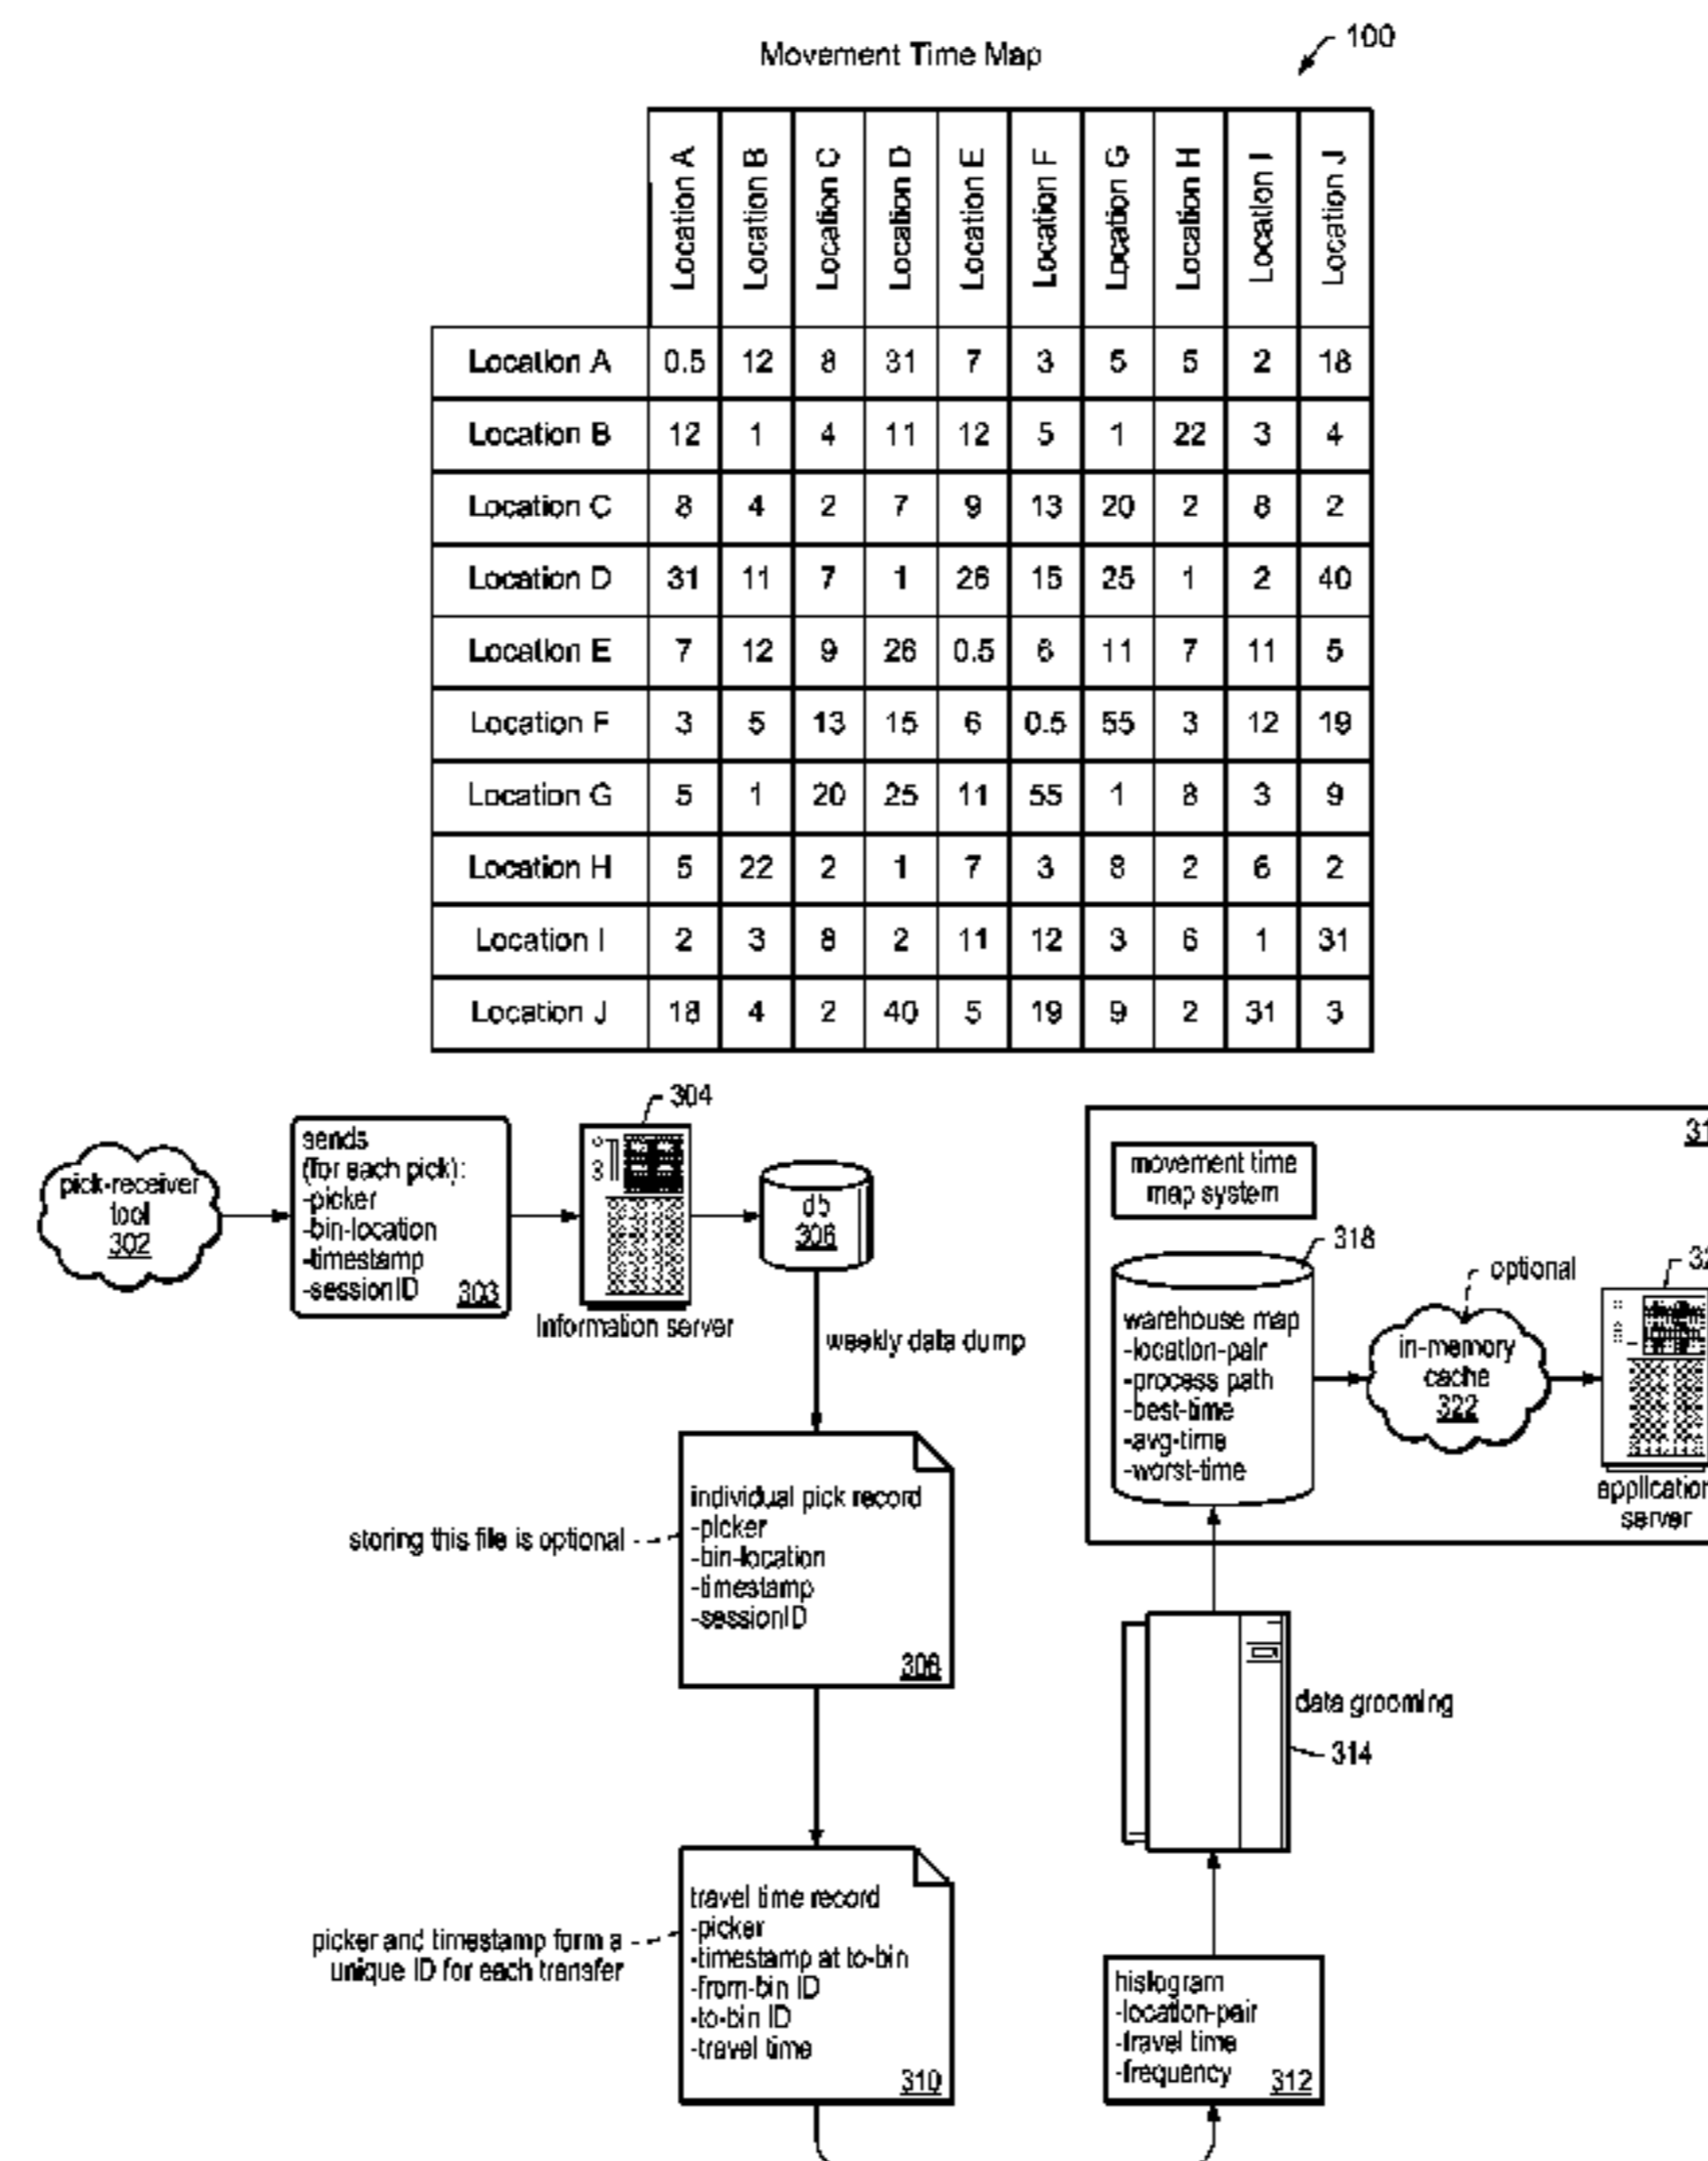 Movement Time Map
100
Location A Location B Location C Location D Location E Location F Location G Location H Location I Location J
Location A 0.5 12 8 31 7 3 5 5 2 18
Location B 12 1 4 11 12 5 1 22 3 4
Location C 8 4 2 7 9 13 20 2 8 2
Location D 31 11 7 1 26 15 25 1 2 40
Location E 7 12 9 26 0.5 6 11 7 11 5
Location F 3 5 13 15 6 0.5 55 3 12 19
Location G 5 1 20 25 11 55 1 8 3 9
Location H 5 22 2 1 7 3 8 2 6 2
Location I 2 3 8 2 11 12 3 6 1 31
Location J 18 4 2 40 5 19 9 2 31 3
pick-receiver
tool
302
sends
(for each pick):
-picker
-bin-location
-timestamp
-sessionID
303
304
Information server
db
306
weekly data dump
individual pick record
-picker
-bin-location
-timestamp
-sessionID
308
storing this file is optional
travel time record
-picker
-timestamp at to-bin
-from-bin ID
-to-bin ID
-travel time
310
picker and timestamp form a
unique ID for each transfer
histogram
-location-pair
-travel time
-frequency
312
data grooming
314
movement time
map system
318
warehouse map
-location-pair
-process path
-best-time
-avg-time
-worst-time
optional
in-memory
cache
322
application
server